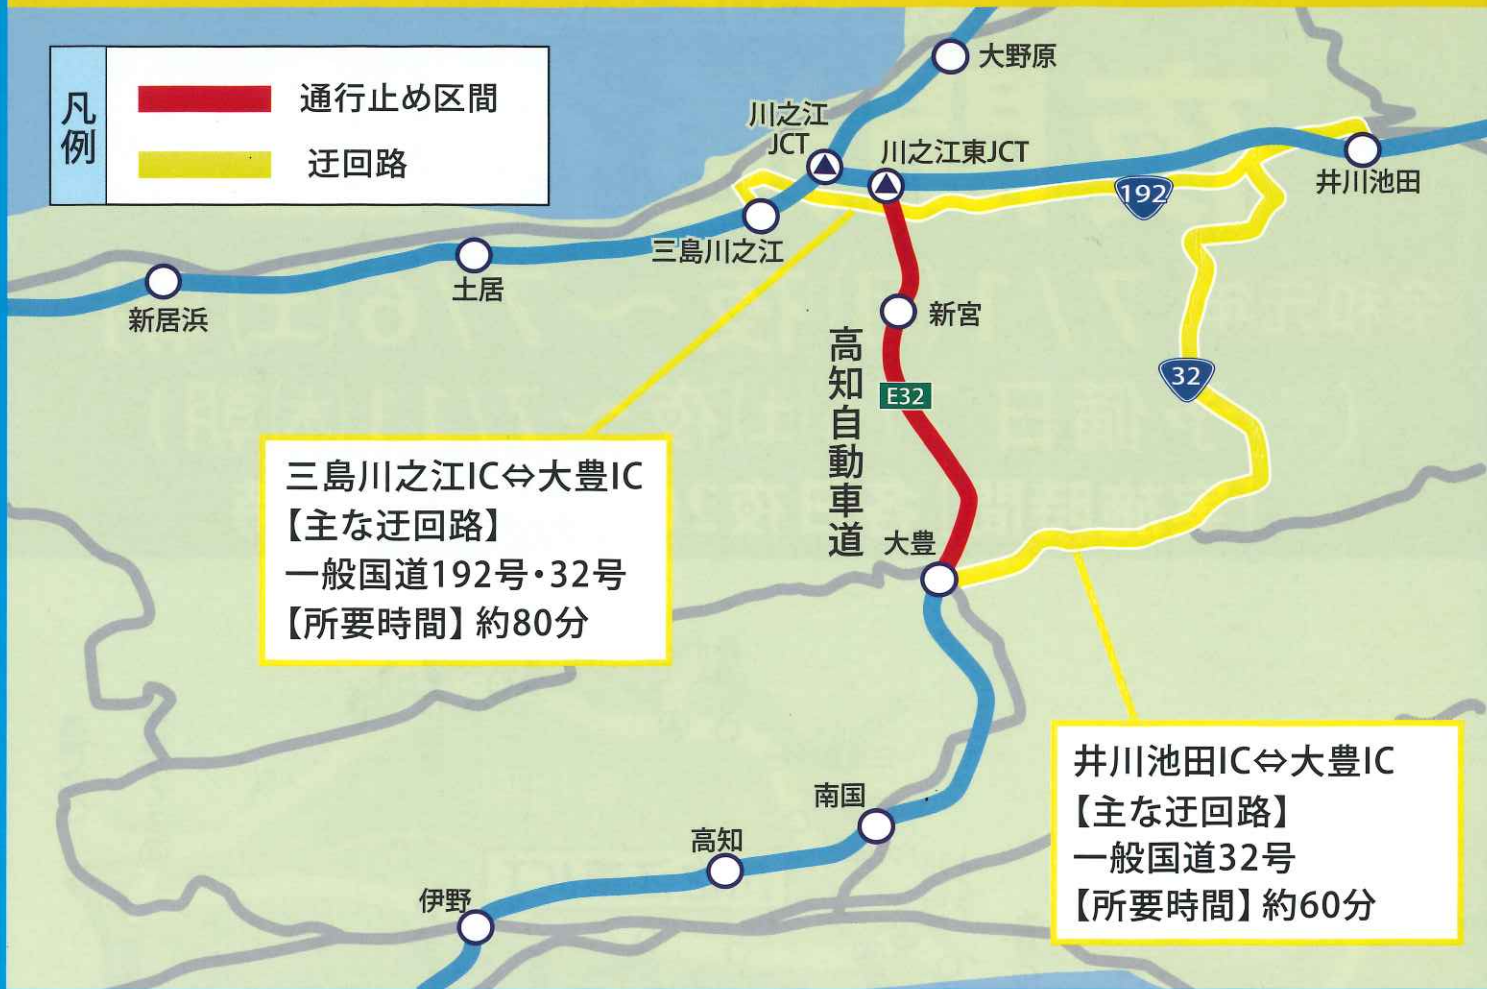 凡例
通行止め区間
迂回路
大野原
川之江
JCT
川之江東JCT
192
井川池田
三島川之江
土居
新居浜
新宮
高知自動車道
E32
32
三島川之江IC⇔大豊IC
【主な迂回路】
一般国道192号・32号
【所要時間】約80分
大豊
井川池田IC⇔大豊IC
【主な迂回路】
一般国道32号
【所要時間】約60分
南国
高知
伊野